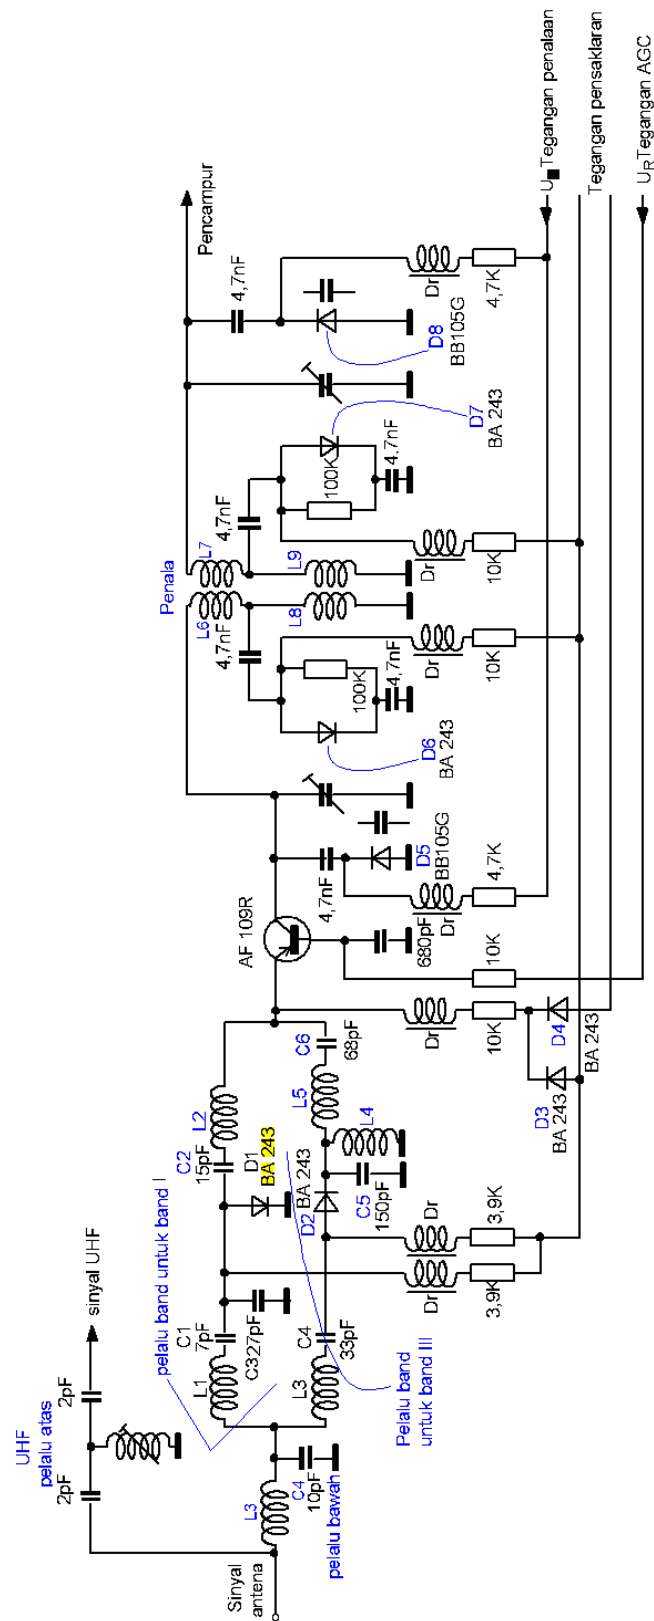 Sinyal
antena
UHF
pelalu atas
2pF
2pF
sinyal UHF
L3
C4
10pF
pelalu bawah
pelalu band untuk band I
L1
C1
7pF
C327pF
C2
15pF
L2
D1
BA 243
L3
C4
33pF
D2
BA 243
C5
150pF
L4
L5
C6
68pF
Pelalu band
untuk band III
Dr
3,9K
Dr
3,9K
AF 109R
Dr
10K
D3
BA 243
D4
BA 243
680pF
10K
4,7nF
D5
BB105G
Dr
4,7K
Penala
L6
L7
4,7nF
L8
L9
4,7nF
100K
4,7nF
D6
BA 243
Dr
10K
100K
4.7nF
D7
BA 243
Dr
10K
4,7nF
D8
BB105G
Dr
4,7K
Pencampur
U Tegangan penalaan
Tegangan pensaklaran
URTegangan AGC